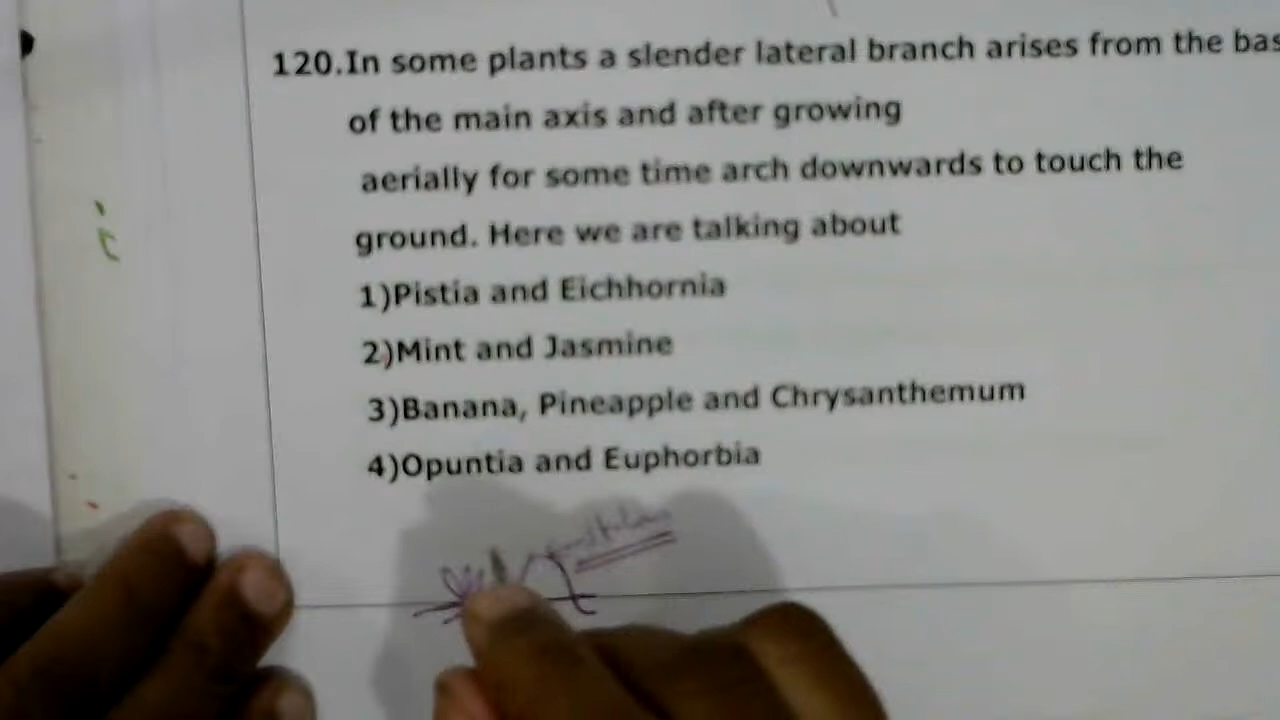 120.In some plants a slender lateral branch arises from the bas
of the main axis and after growing
aerially for some time arch downwards to touch the
ground. Here we are talking about
1)Pistia and Eichhornia
2)Mint and Jasmine
3)Banana, Pineapple and Chrysanthemum
4)Opuntia and Euphorbia